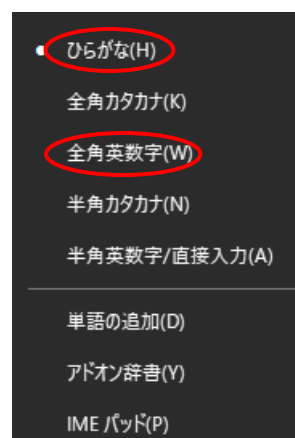 ひらがな(H)
全角カタカナ(K)
全角英数字(W)
半角カタカナ(N)
半角英数字/直接入力(A)
単語の追加(D)
アドオン辞書(Y)
IME パッド(P)